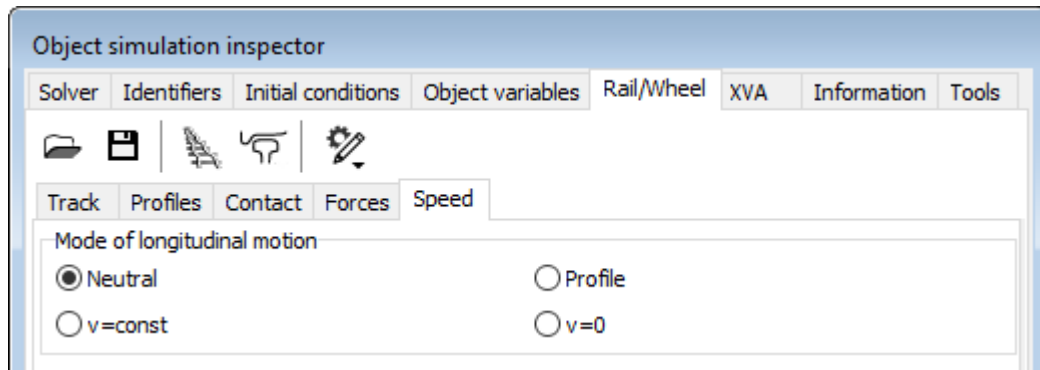 Object simulation inspector
Solver Identifiers Initial conditions Object variables Rail/Wheel XVA Information Tools
Track Profiles Contact Forces Speed
Mode of longitudinal motion
Neutral Profile
v=const v=0